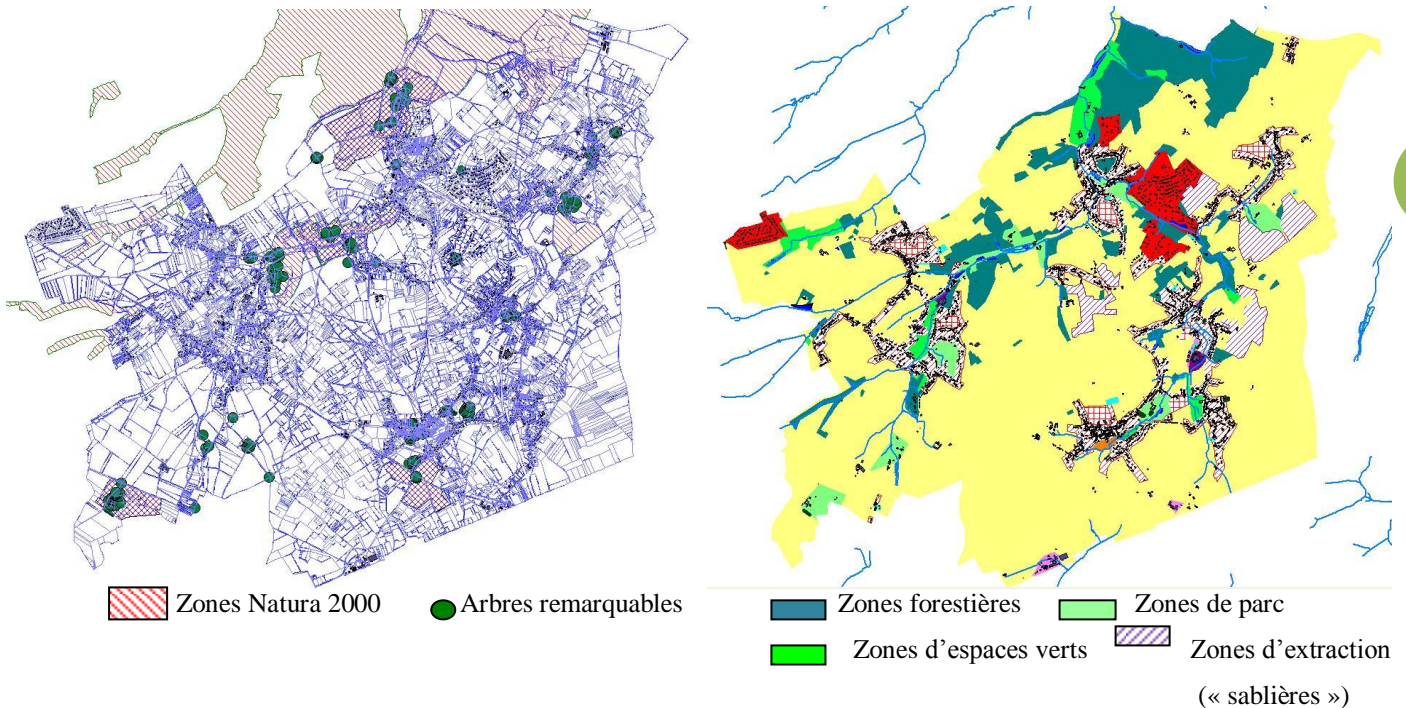 Zones Natura 2000
Arbres remarquables
Zones forestières
Zones de parc
Zones d'espaces verts
Zones d'extraction
(« sablières »)